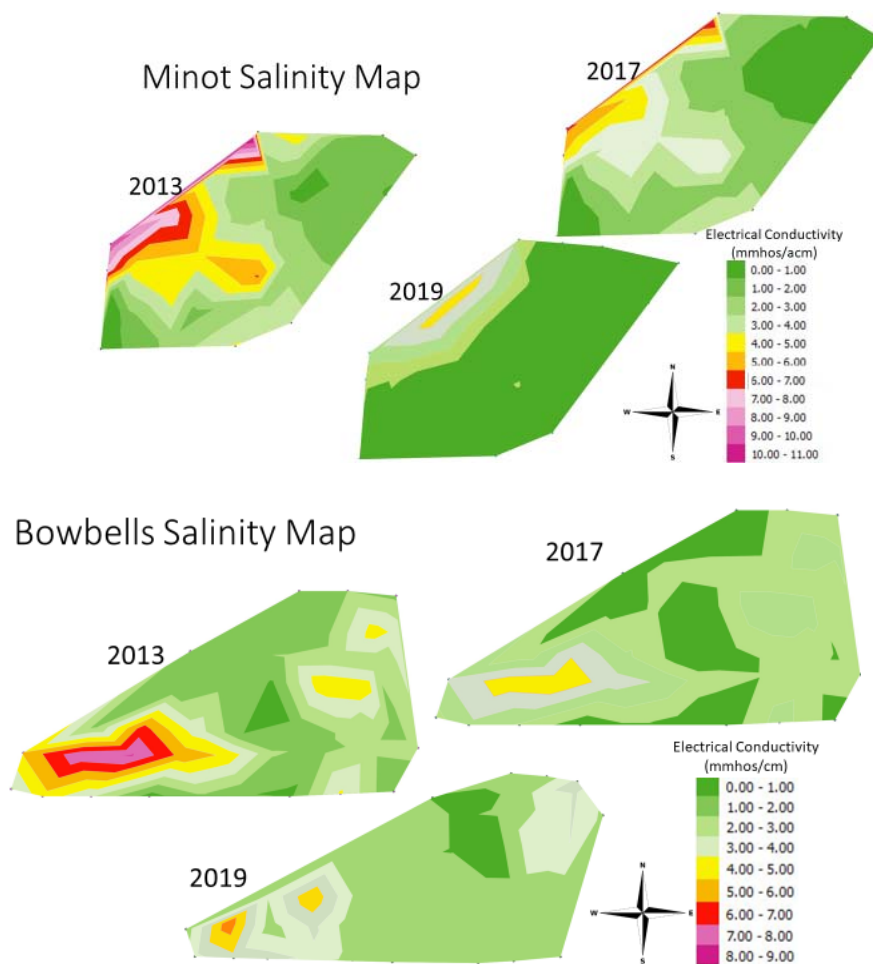 Minot Salinity Map
2017
2013
2019
Electrical Conductivity
(mmhos/acm)
0.00 - 1.00
1.00 - 2.00
2.00 - 3.00
3.00 - 4.00
4.00 - 5.00
5.00 - 6.00
6.00 - 7.00
7.00 - 8.00
8.00 - 9.00
9.00 - 10.00
10.00 - 11.00
N
W
E
S
Bowbells Salinity Map
2017
2013
2019
Electrical Conductivity
(mmhos/cm)
0.00 - 1.00
1.00 - 2.00
2.00 - 3.00
3.00 - 4.00
4.00 - 5.00
5.00 - 6.00
6.00 - 7.00
7.00 - 8.00
8.00 - 9.00
N
W
E
S